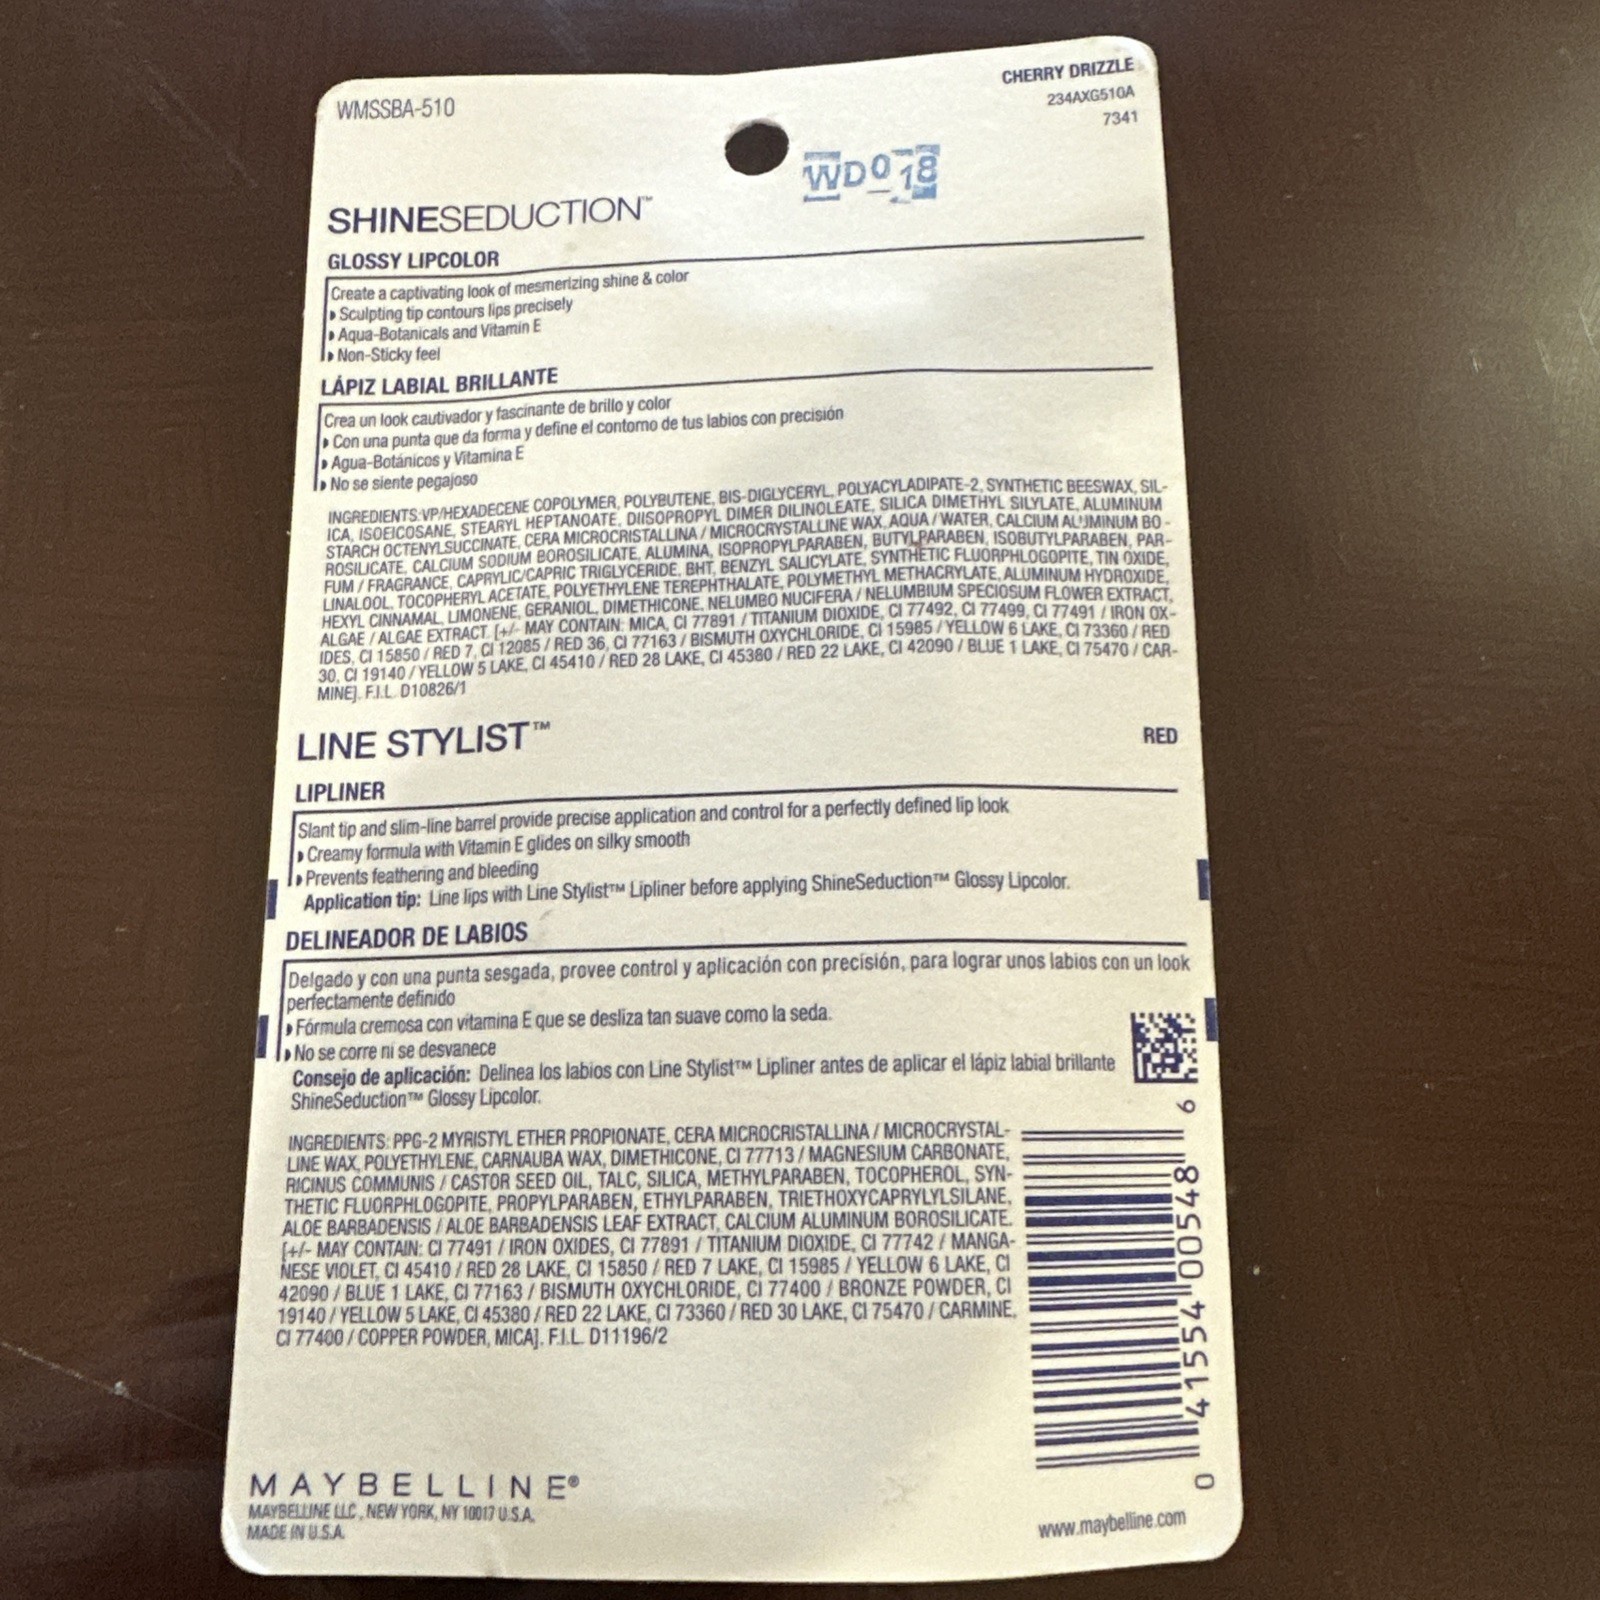 WMSSBA-510
CHERRY DRIZZLE
234AXG510A
7341
WD018
SHINESEDUCTION™
GLOSSY LIPCOLOR
Create a captivating look of mesmerizing shine & color
Sculpting tip contours lips precisely
Aqua-Botanicals and Vitamin E
Non-Sticky feel
LÁPIZ LABIAL BRILLANTE
Crea un look cautivador y fascinante de brillo y color
Con una punta que da forma y define el contorno de tus labios con precisión
Agua-Botánicos y Vitamina E
No se siente pegajoso
INGREDIENTS:VP/HEXADECENE COPOLYMER, POLYBUTENE, BIS-DIGLYCERYL POLYACYLADIPATE-2, SYNTHETIC BEESWAX, SIL-
ICA, ISOEICOSANE, STEARYL HEPTANOATE, DIISOPROPYL DIMER DILINOLEATE, SILICA DIMETHYL SILYLATE, ALUMINUM
STARCH OCTENYLSUCCINATE, CERA MICROCRISTALLINA / MICROCRYSTALLINE WAX, AQUA / WATER, CALCIUM ALUMINUM BO-
ROSILICATE, CALCIUM SODIUM BOROSILICATE, ALUMINA, ISOPROPYLPARABEN, BUTYLPARABEN, ISOBUTYLPARABEN, PAR-
FUM / FRAGRANCE, CAPRYLIC/CAPRIC TRIGLYCERIDE, BHT, BENZYL SALICYLATE, SYNTHETIC FLUORPHLOGOPITE, TIN OXIDE,
LINALOOL, TOCOPHERYL ACETATE, POLYETHYLENE TEREPHTHALATE, POLYMETHYL METHACRYLATE, ALUMINUM HYDROXIDE,
HEXYL CINNAMAL, LIMONENE, GERANIOL, DIMETHICONE, NELUMBO NUCIFERA / NELUMBIUM SPECIOSUM FLOWER EXTRACT,
ALGAE / ALGAE EXTRACT. [+/- MAY CONTAIN: MICA, CI 77891 / TITANIUM DIOXIDE, CI 77492, CI 77499, CI 77491 / IRON OX-
IDES, CI 15850 / RED 7, CI 12085 / RED 36, CI 77163 / BISMUTH OXYCHLORIDE, CI 15985 / YELLOW 6 LAKE, CI 73360 / RED
30, CI 19140 / YELLOW 5 LAKE, CI 45410 / RED 28 LAKE, CI 45380 / RED 22 LAKE, CI 42090 / BLUE 1 LAKE, CI 75470 / CAR-
MINE]. F.I.L. D10826/1
LINE STYLIST™
RED
LIPLINER
Slant tip and slim-line barrel provide precise application and control for a perfectly defined lip look
Creamy formula with Vitamin E glides on silky smooth
Prevents feathering and bleeding
Application tip: Line lips with Line Stylist™ Lipliner before applying ShineSeduction™ Glossy Lipcolor.
DELINEADOR DE LABIOS
Delgado y con una punta sesgada, provee control y aplicación con precisión, para lograr unos labios con un look
perfectamente definido
Fórmula cremosa con vitamina E que se desliza tan suave como la seda.
No se corre ni se desvanece
Consejo de aplicación: Delinea los labios con Line Stylist™ Lipliner antes de aplicar el lápiz labial brillante
ShineSeduction™ Glossy Lipcolor.
INGREDIENTS: PPG-2 MYRISTYL ETHER PROPIONATE, CERA MICROCRISTALLINA / MICROCRYSTAL-
LINE WAX, POLYETHYLENE, CARNAUBA WAX, DIMETHICONE, CI 77713 / MAGNESIUM CARBONATE,
RICINUS COMMUNIS / CASTOR SEED OIL, TALC, SILICA, METHYLPARABEN, TOCOPHEROL, SYN-
THETIC FLUORPHLOGOPITE, PROPYLPARABEN, ETHYLPARABEN, TRIETHOXYCAPRYLYLSILANE,
ALOE BARBADENSIS / ALOE BARBADENSIS LEAF EXTRACT, CALCIUM ALUMINUM BOROSILICATE.
[+/- MAY CONTAIN: CI 77491 / IRON OXIDES, CI 77891 / TITANIUM DIOXIDE, CI 77742 / MANGA-
NESE VIOLET, CI 45410 / RED 28 LAKE, CI 15850 / RED 7 LAKE, CI 15985 / YELLOW 6 LAKE, CI
42090 / BLUE 1 LAKE, CI 77163 / BISMUTH OXYCHLORIDE, CI 77400 / BRONZE POWDER, CI
19140 / YELLOW 5 LAKE, CI 45380 / RED 22 LAKE, CI 73360 / RED 30 LAKE, CI 75470 / CARMINE,
CI 77400 / COPPER POWDER, MICA]. F.I.L. D11196/2
0 41554 00548 6
MAYBELLINE®
MAYBELLINE LLC, NEW YORK, NY 10017 U.S.A.
MADE IN U.S.A.
www.maybelline.com